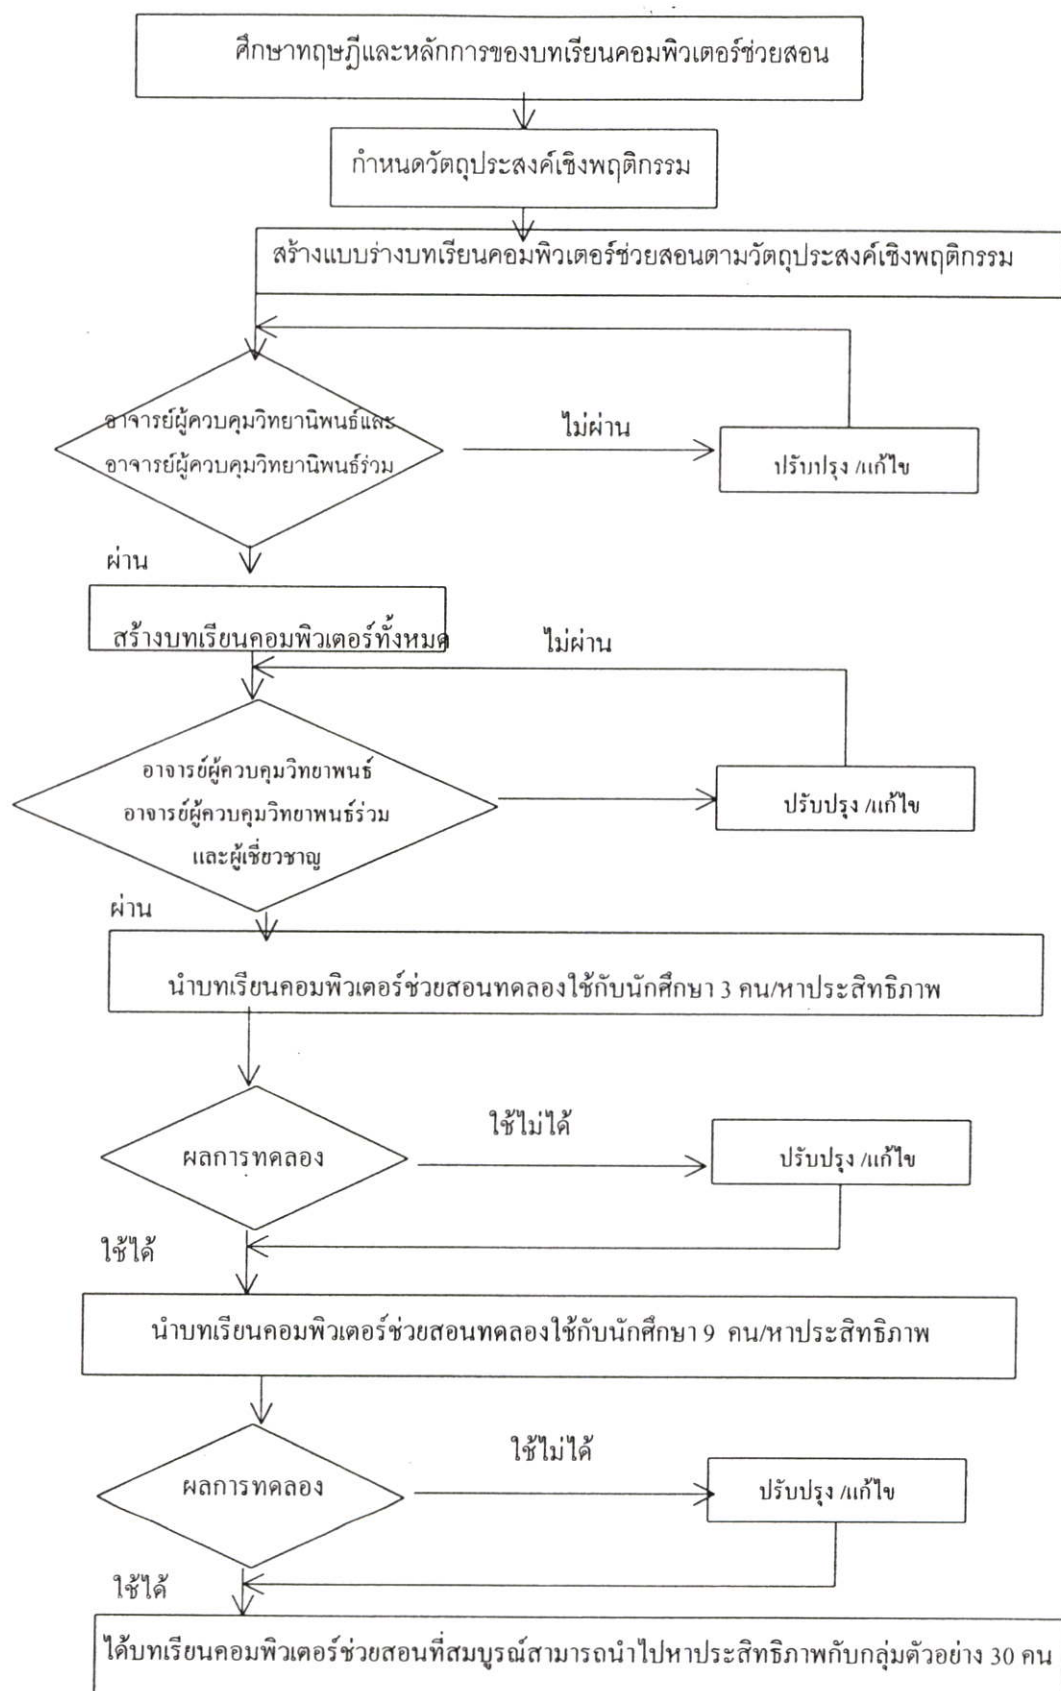 ศึกษาทฤษฎีและหลักการของบทเรียนคอมพิวเตอร์ช่วยสอน
กำหนดวัตถุประสงค์เชิงพฤติกรรม
สร้างแบบร่างบทเรียนคอมพิวเตอร์ช่วยสอนตามวัตถุประสงค์เชิงพฤติกรรม
อาจารย์ผู้ควบคุมวิทยานิพนธ์และ
อาจารย์ผู้ควบคุมวิทยานิพนธ์ร่วม
ไม่ผ่าน
ปรับปรุง /แก้ไข
ผ่าน
สร้างบทเรียนคอมพิวเตอร์ทั้งหมด
ไม่ผ่าน
อาจารย์ผู้ควบคุมวิทยาพนธ์
อาจารย์ผู้ควบคุมวิทยาพนธ์ร่วม
และผู้เชี่ยวชาญ
ปรับปรุง /แก้ไข
ผ่าน
นำบทเรียนคอมพิวเตอร์ช่วยสอนทดลองใช้กับนักศึกษา 3 คน/หาประสิทธิภาพ
ผลการทดลอง
ใช้ไม่ได้
ปรับปรุง /แก้ไข
ใช้ได้
นำบทเรียนคอมพิวเตอร์ช่วยสอนทดลองใช้กับนักศึกษา 9 คน/หาประสิทธิภาพ
ผลการทดลอง
ใช้ไม่ได้
ปรับปรุง /แก้ไข
ใช้ได้
ได้บทเรียนคอมพิวเตอร์ช่วยสอนที่สมบูรณ์สามารถนำไปหาประสิทธิภาพกับกลุ่มตัวอย่าง 30 คน